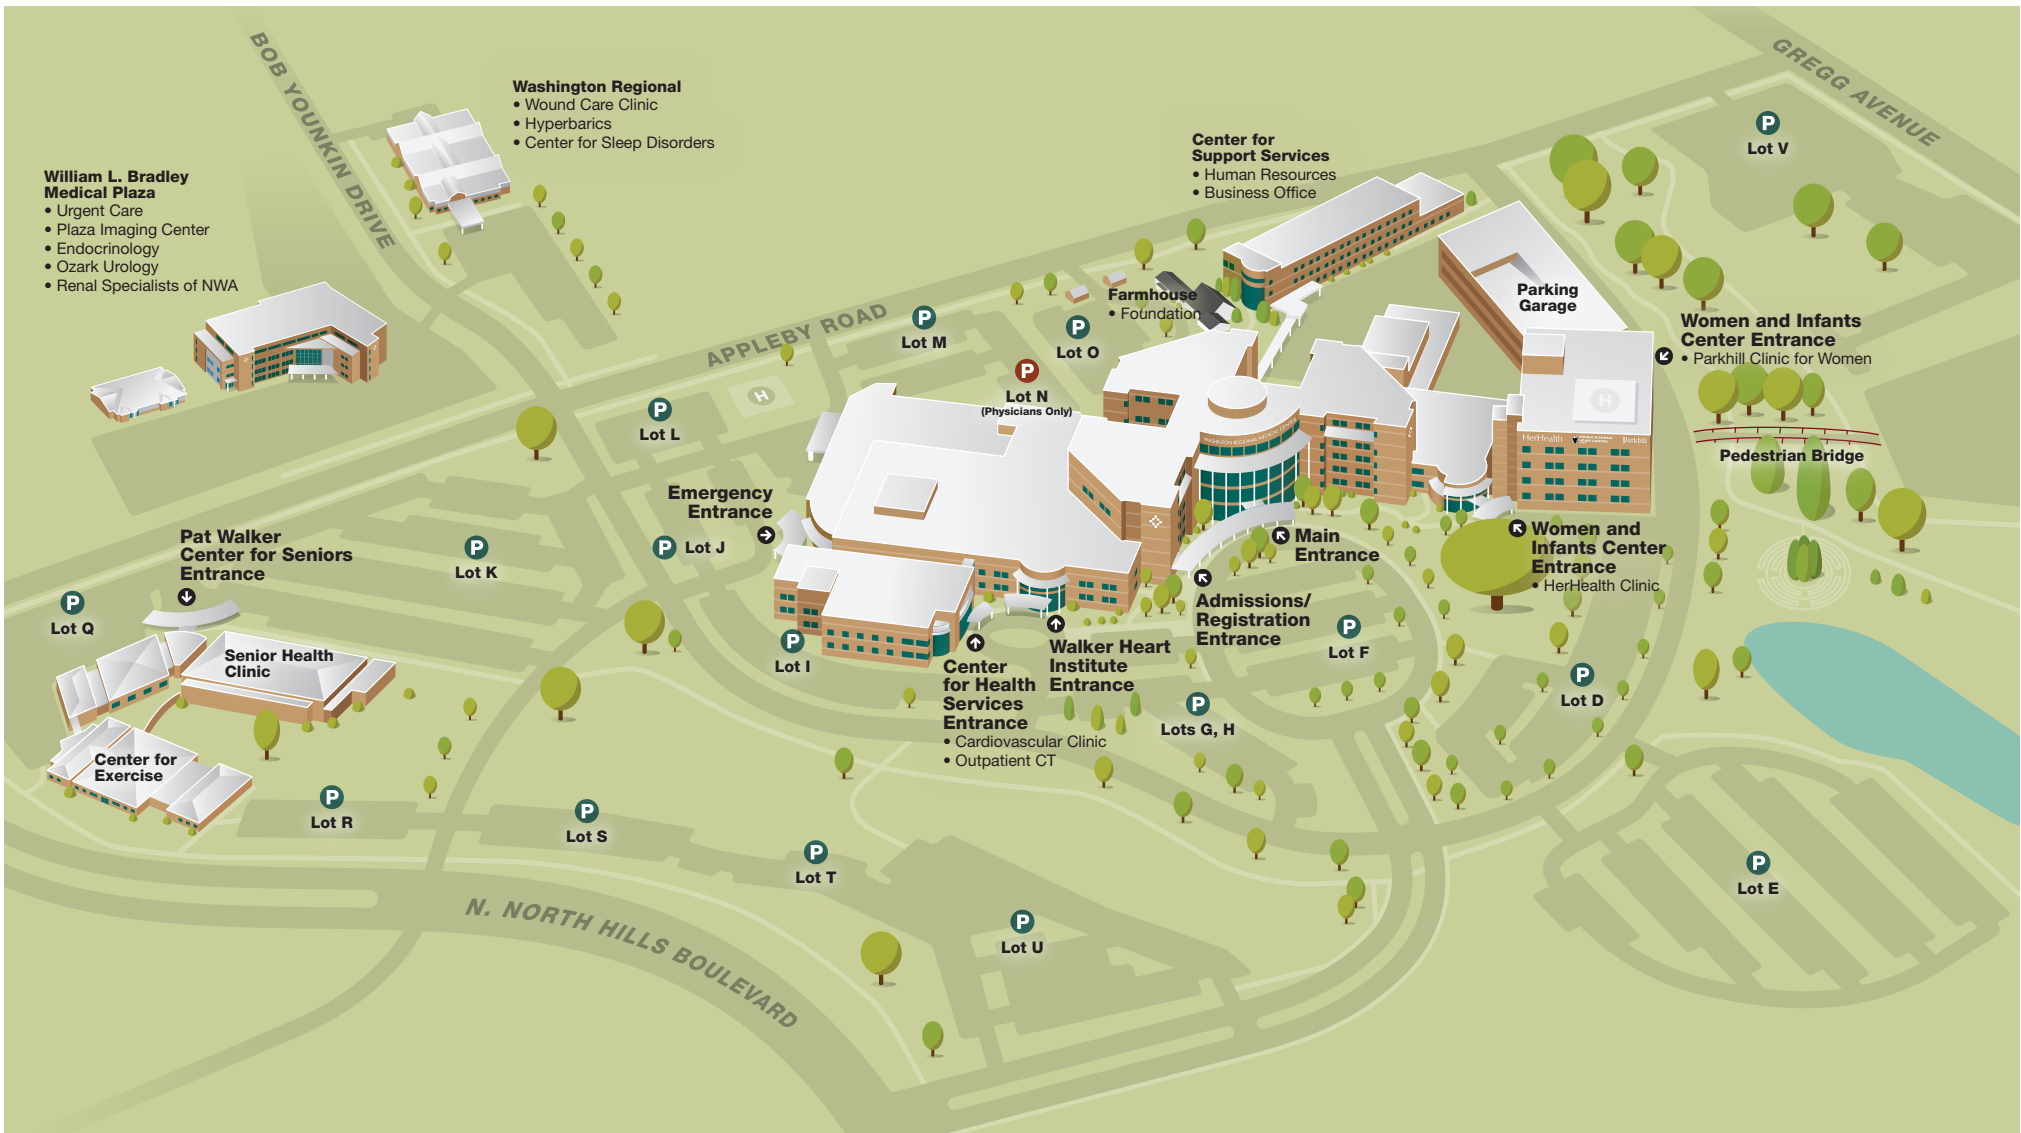 BOB YOUNKIN DRIVE
GREGG AVENUE
Washington Regional
• Wound Care Clinic
• Hyperbarics
• Center for Sleep Disorders
P
Lot V
Center for
Support Services
• Human Resources
• Business Office
William L. Bradley
Medical Plaza
• Urgent Care
• Plaza Imaging Center
• Endocrinology
• Ozark Urology
• Renal Specialists of NWA
Parking
Garage
Farmhouse
• Foundation
APPLEBY ROAD
P
Lot M
P
Lot O
Women and Infants
Center Entrance
• Parkhill Clinic for Women
P
Lot N
(Physicians Only)
H
H
P
Lot L
WASHINGTON REGIONAL MEDICAL CENTER
HerHealth
Parkhill
Pedestrian Bridge
Emergency
Entrance
Pat Walker
Center for Seniors
Entrance
P
Lot K
P Lot J
Main
Entrance
Women and
Infants Center
Entrance
• HerHealth Clinic
P
Lot Q
Admissions/
Registration
Entrance
P
Lot F
P
Lot I
Walker Heart
Institute
Entrance
Senior Health
Clinic
Center
for Health
Services
Entrance
• Cardiovascular Clinic
• Outpatient CT
P
Lots G, H
P
Lot D
Center for
Exercise
P
Lot R
P
Lot S
P
Lot T
P
Lot E
P
Lot U
N. NORTH HILLS BOULEVARD